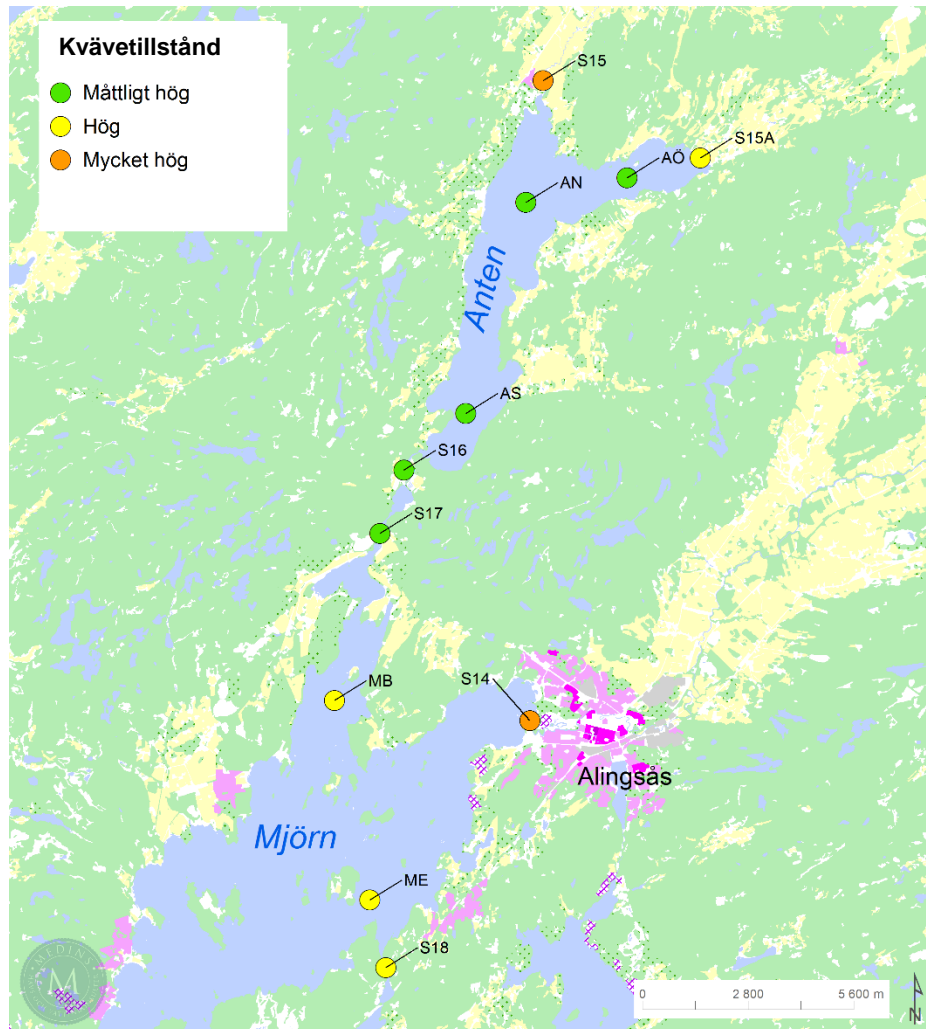 Kvävetillstånd
Måttligt hög
Hög
Mycket hög
S15
S15A
AÖ
AN
Anten
AS
S16
S17
MB
S14
Alingsås
Mjörn
ME
S18
0 2 800 5 600 m
N
MEDINS
M